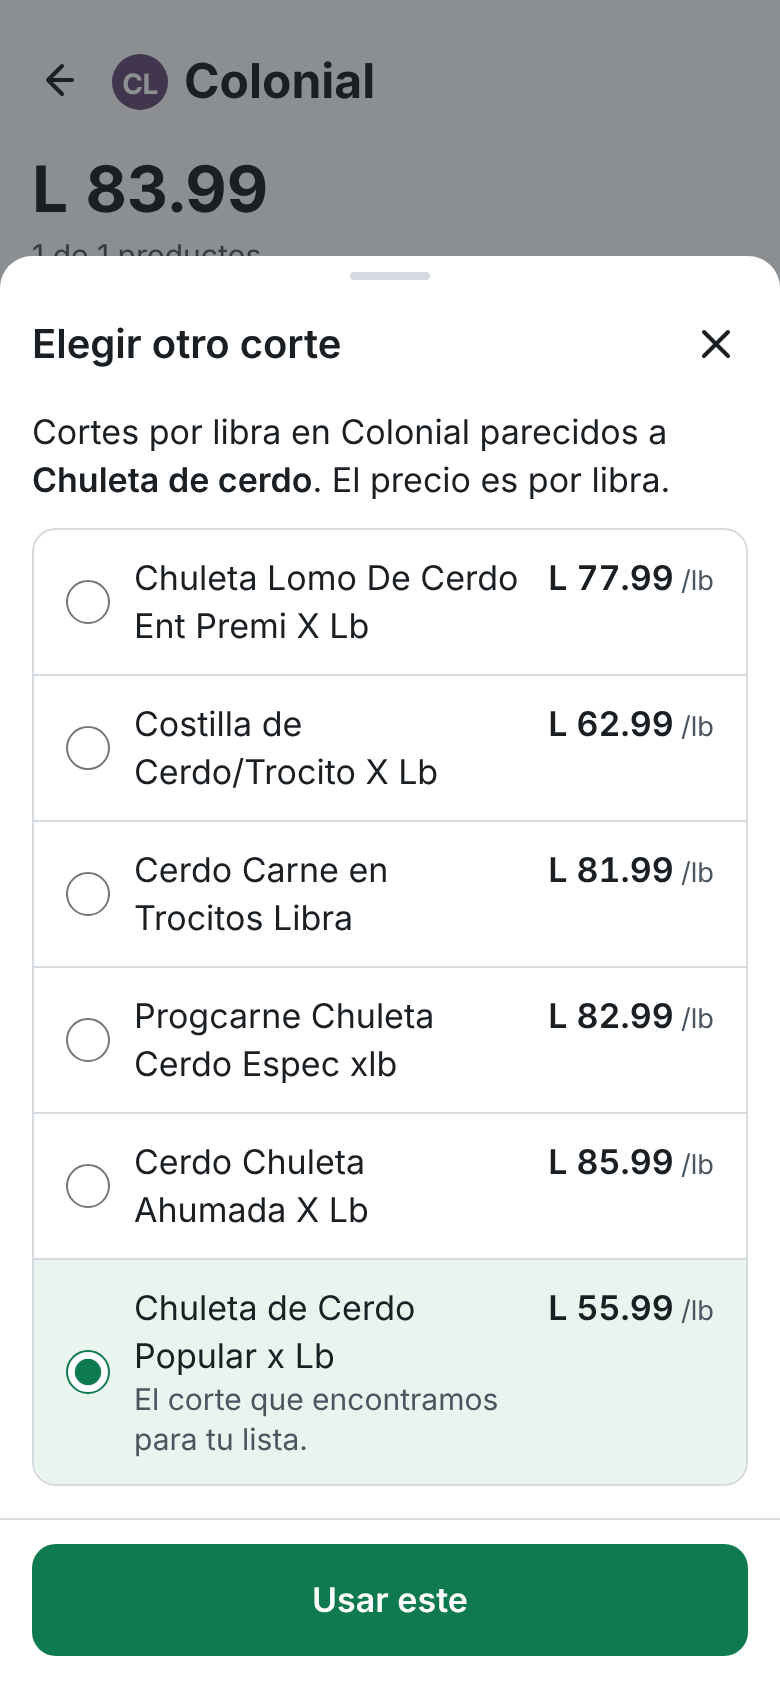 CL Colonial
L 83.99
1 de 1 productos
Elegir otro corte
Cortes por libra en Colonial parecidos a
Chuleta de cerdo. El precio es por libra.
Chuleta Lomo De Cerdo L 77.99 /lb
Ent Premi X Lb
Costilla de L 62.99 /lb
Cerdo/Trocito X Lb
Cerdo Carne en L 81.99 /lb
Trocitos Libra
Progcarne Chuleta L 82.99 /lb
Cerdo Espec xlb
Cerdo Chuleta L 85.99 /lb
Ahumada X Lb
Chuleta de Cerdo L 55.99 /lb
Popular x Lb
El corte que encontramos
para tu lista.
Usar este